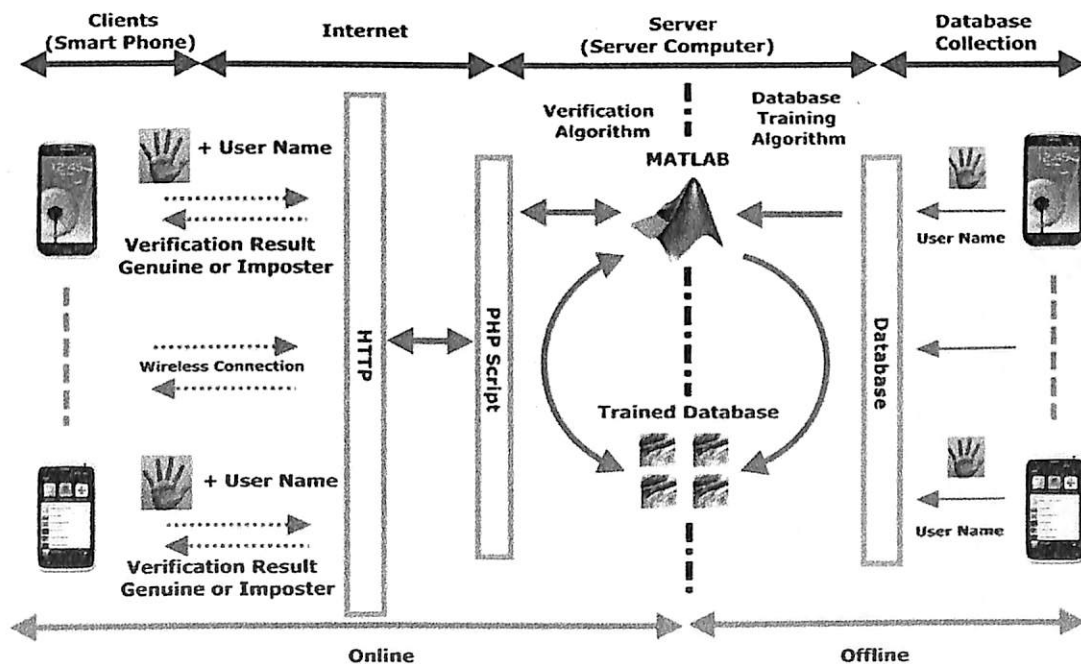 Clients
(Smart Phone)
Internet
Server
(Server Computer)
Database
Collection
+ User Name
Verification Result
Genuine or Imposter
Wireless Connection
+ User Name
Verification Result
Genuine or Imposter
HTTP
PHP Script
Verification
Algorithm
Database
Training
Algorithm
MATLAB
Trained Database
Database
User Name
User Name
Online
Offline